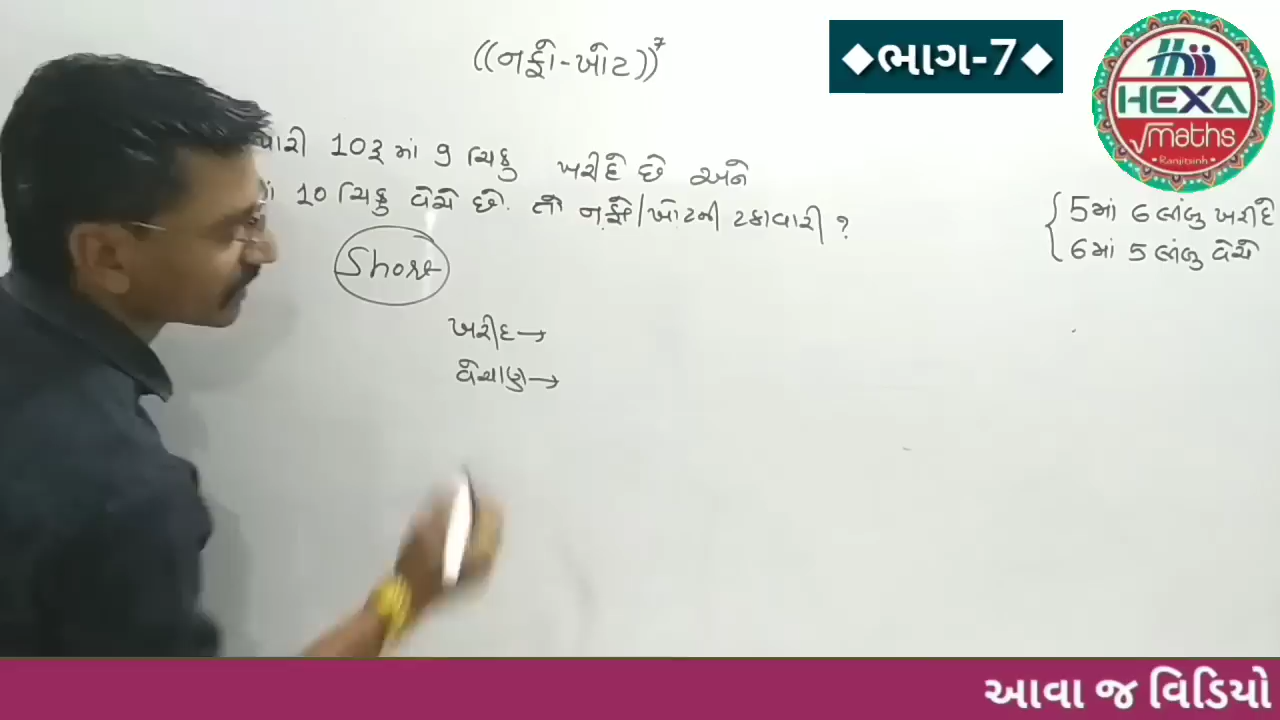 ((નફો-ખોટ))⁷
◆ભાગ-7◆
HEXA
maths
Ranjitsinh
10રૂ માં 9 ચિકુ ખરીદે છે અને
10 ચિકુ વેચે છે. તો નફો/ખોટની ટકાવારી ?
{ 5માં 6 લીંબુ ખરીદે
6માં 5 લીંબુ વેચે
Short
ખરીદ→
વેચાણ→
આવા જ વિડિયો